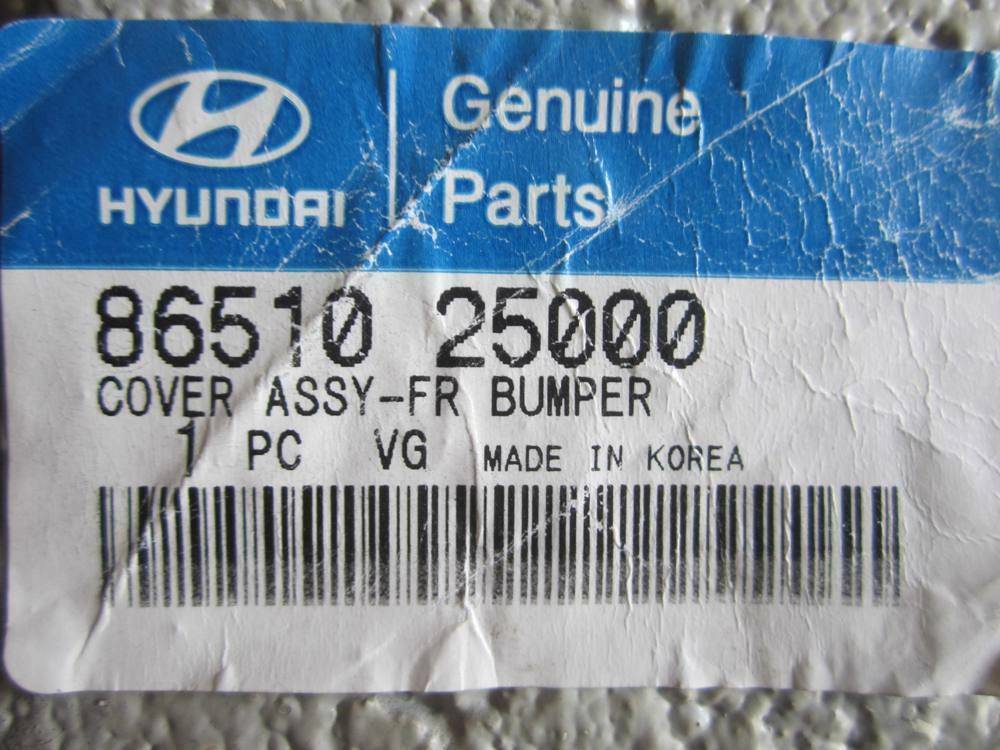 HYUNDAI
Genuine
Parts
86510 25000
COVER ASSY-FR BUMPER
1 PC VG MADE IN KOREA